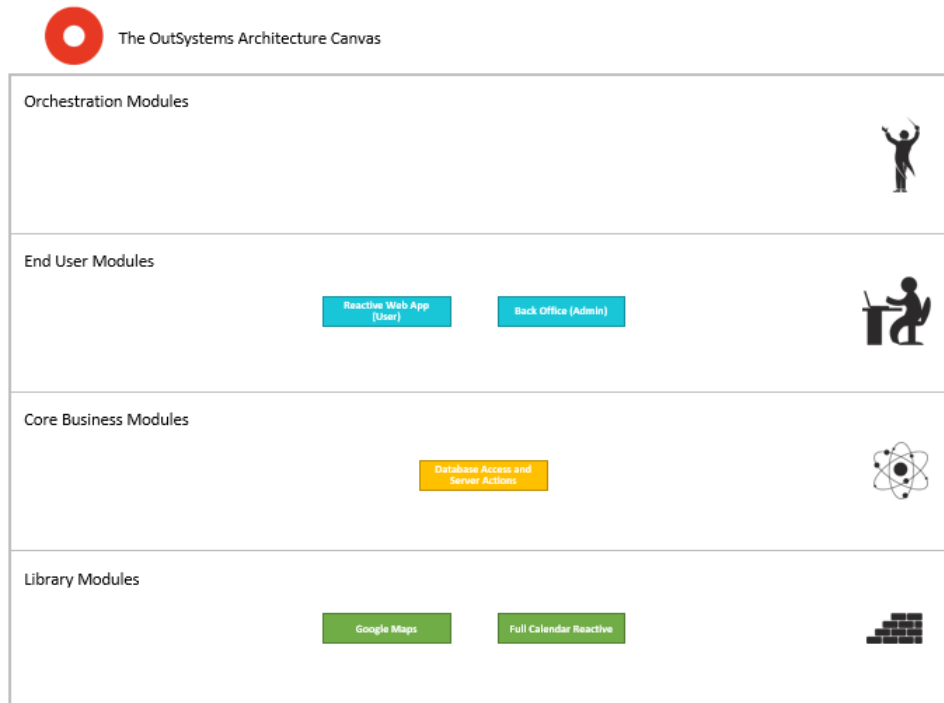 The OutSystems Architecture Canvas
Orchestration Modules
End User Modules
Reactive Web App
(User)
Back Office (Admin)
Core Business Modules
Database Access and
Server Actions
Library Modules
Google Maps
Full Calendar Reactive